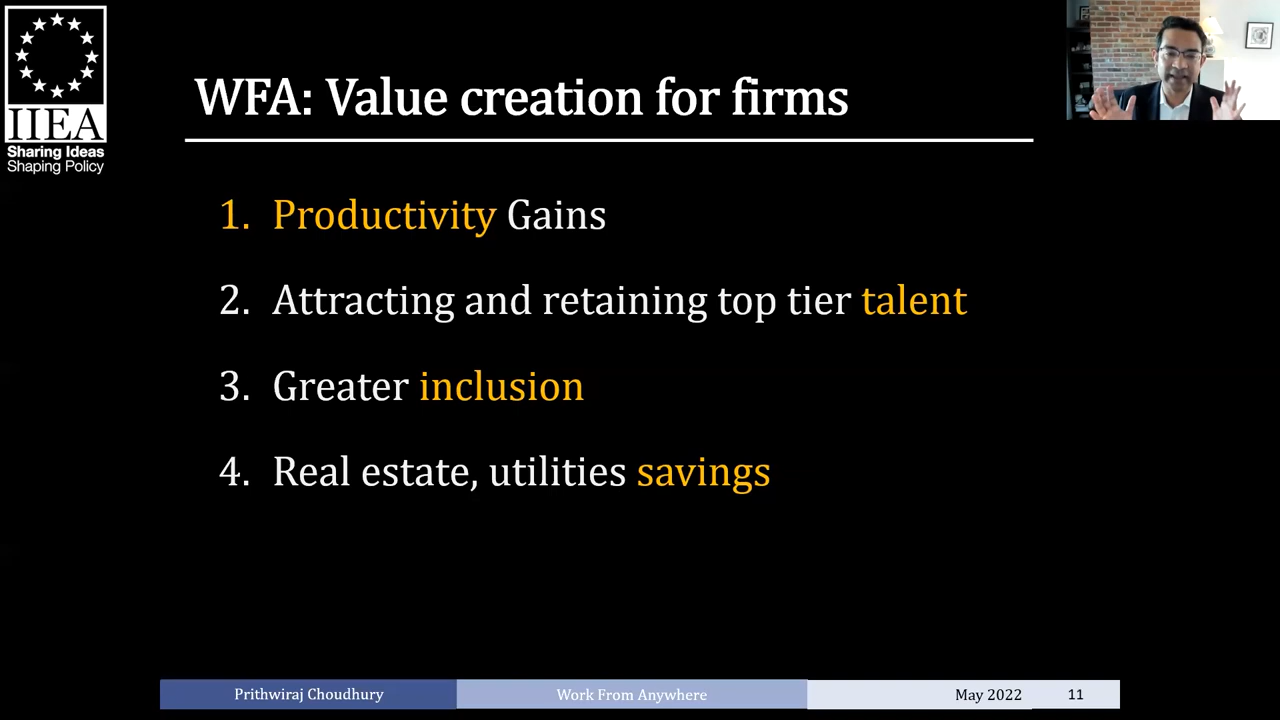 IIEA
Sharing Ideas
Shaping Policy
WFA: Value creation for firms
1. Productivity Gains
2. Attracting and retaining top tier talent
3. Greater inclusion
4. Real estate, utilities savings
Prithwiraj Choudhury
Work From Anywhere
May 2022
11